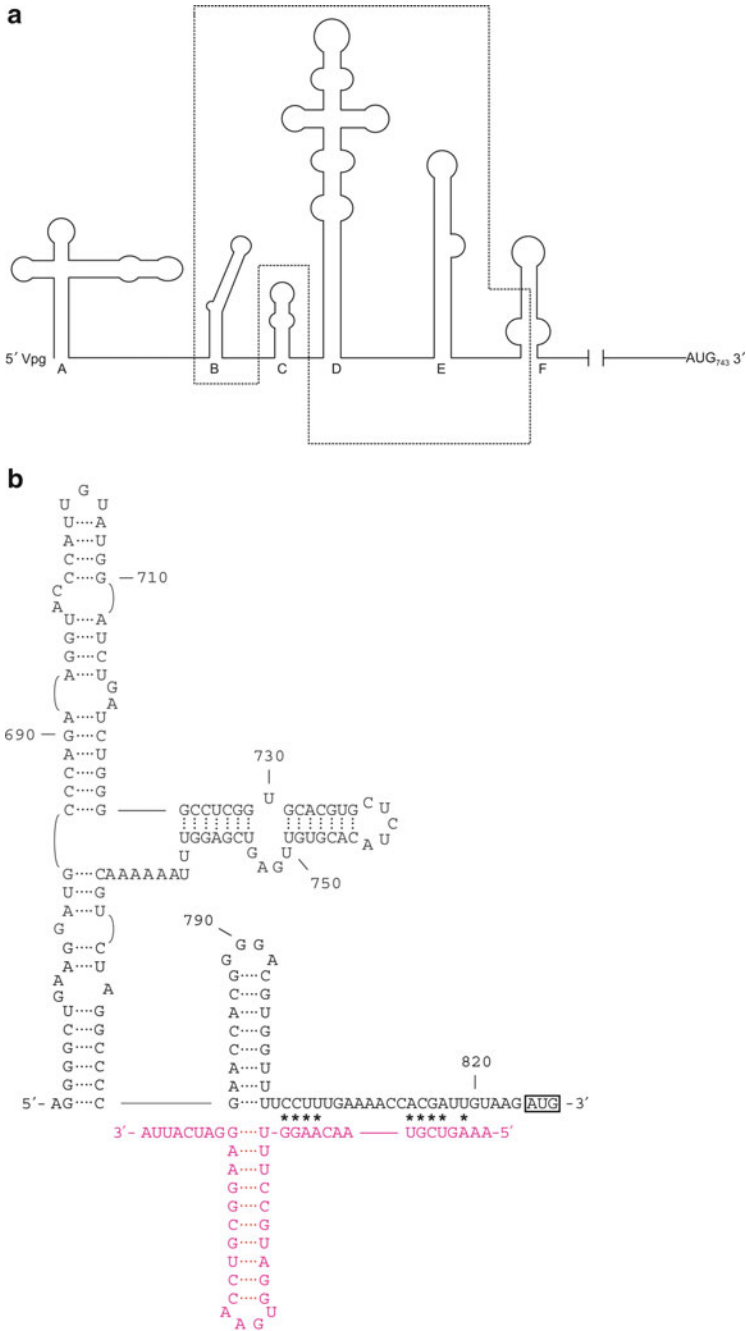 a
5′ Vpg
A
B
C
D
E
F
AUG743 3′
b
G
U U
U····A
A····U
C····G
C····G —710
C
A
U····A
G····U
G····C
A····U
G
A
A····U
690 — G····C
A····U
C····G
C····G
730
C····G GCCUCGG U GCACGUG C U C U
UGGAGCU UGUGCAC A
U G A G U
U
750
G····CAAAAAAU
U····G
A····U
G
G····C
A····U
A A
G
U····G
C····G
G····C
G····C
G····C
790
G G
G A
G····C
C····G
A····U
C····G
C····G
A····U
A····U
820
5′- AG····C G UUCCUUUGAAAACCACGAUUGUAAG AUG -3′
**** **** *
3′- AUUACUAGG····U-GGAACAA UGCUGAAA-5′
A····U
A····U
G····C
G····C
C····G
G····U
U····A
C····G
C····G
A U
A G G